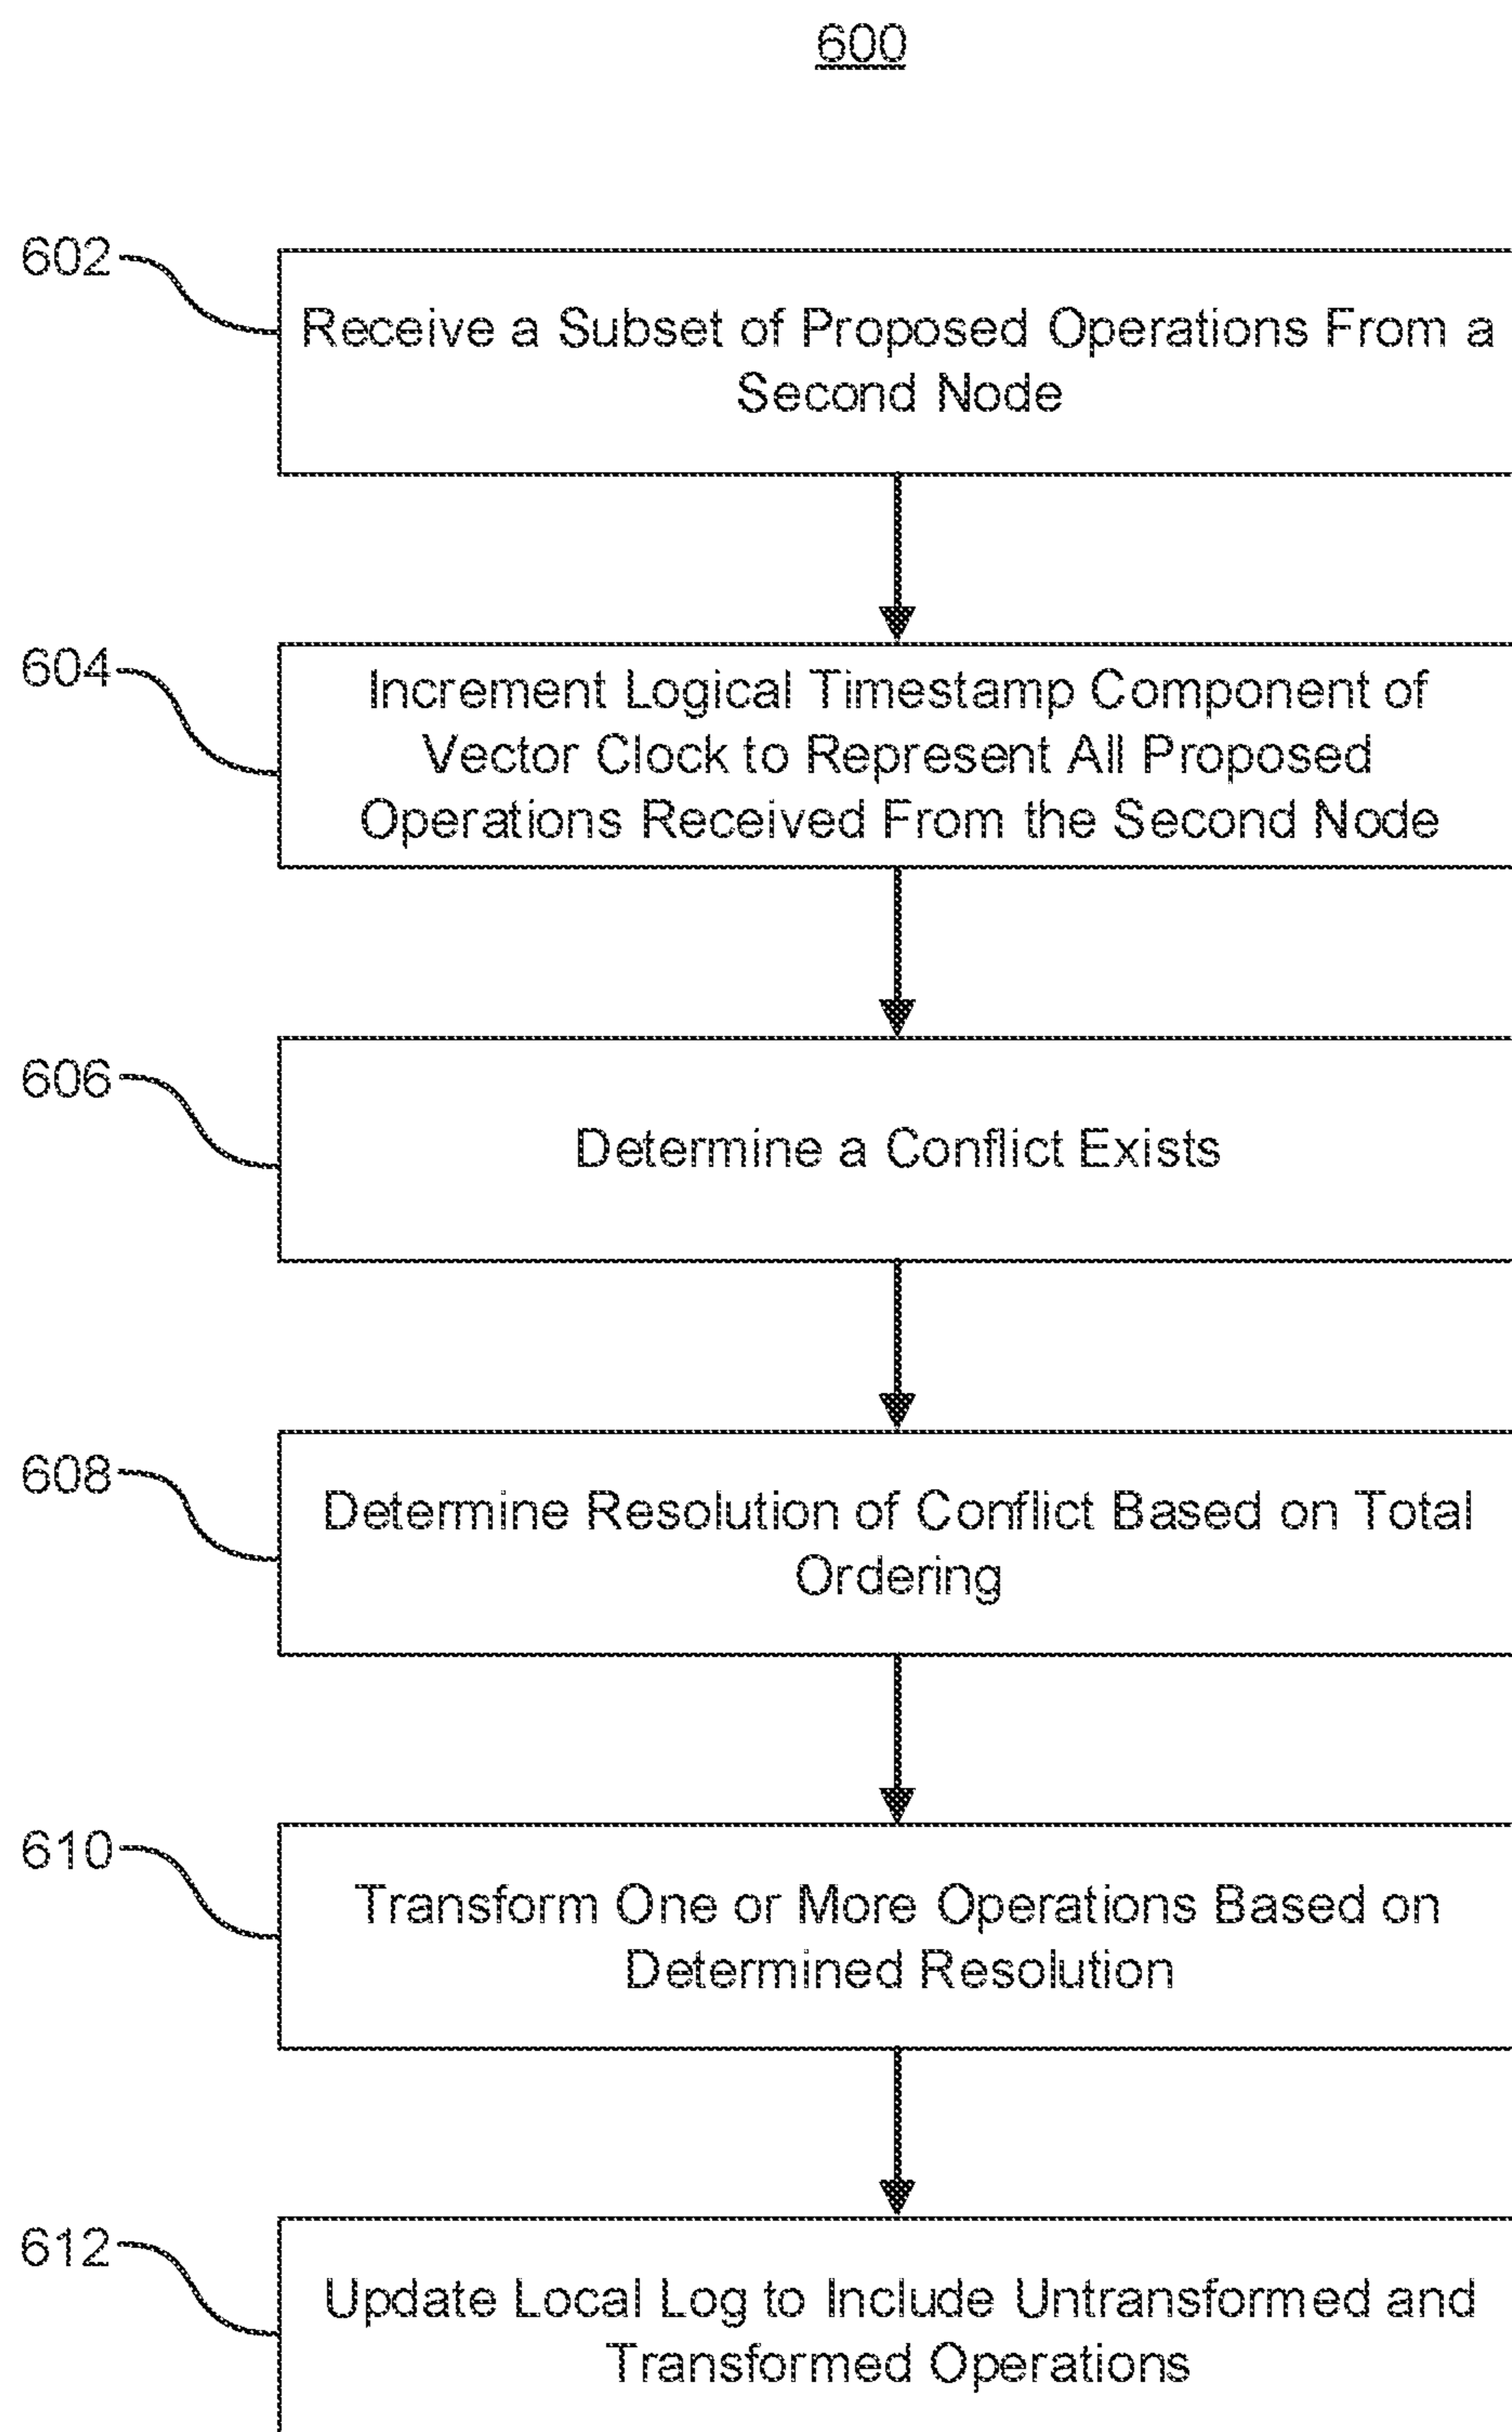 600
602
Receive a Subset of Proposed Operations From a
Second Node
604
Increment Logical Timestamp Component of
Vector Clock to Represent All Proposed
Operations Received From the Second Node
606
Determine a Conflict Exists
608
Determine Resolution of Conflict Based on Total
Ordering
610
Transform One or More Operations Based on
Determined Resolution
612
Update Local Log to Include Untransformed and
Transformed Operations